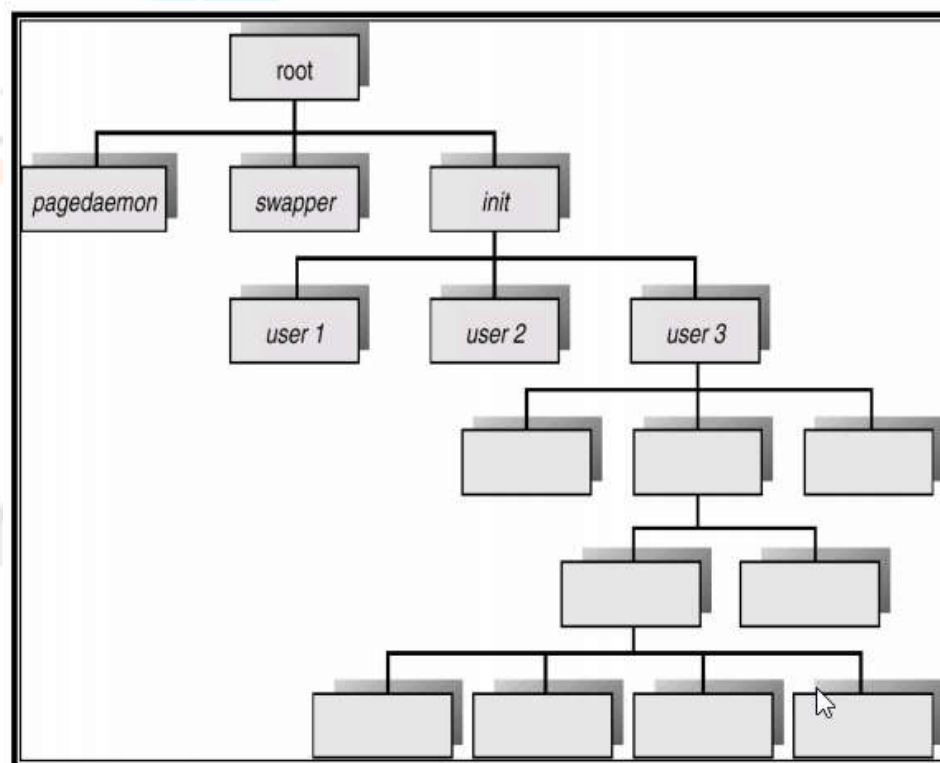 root
pagedaemon
swapper
init
user 1
user 2
user 3